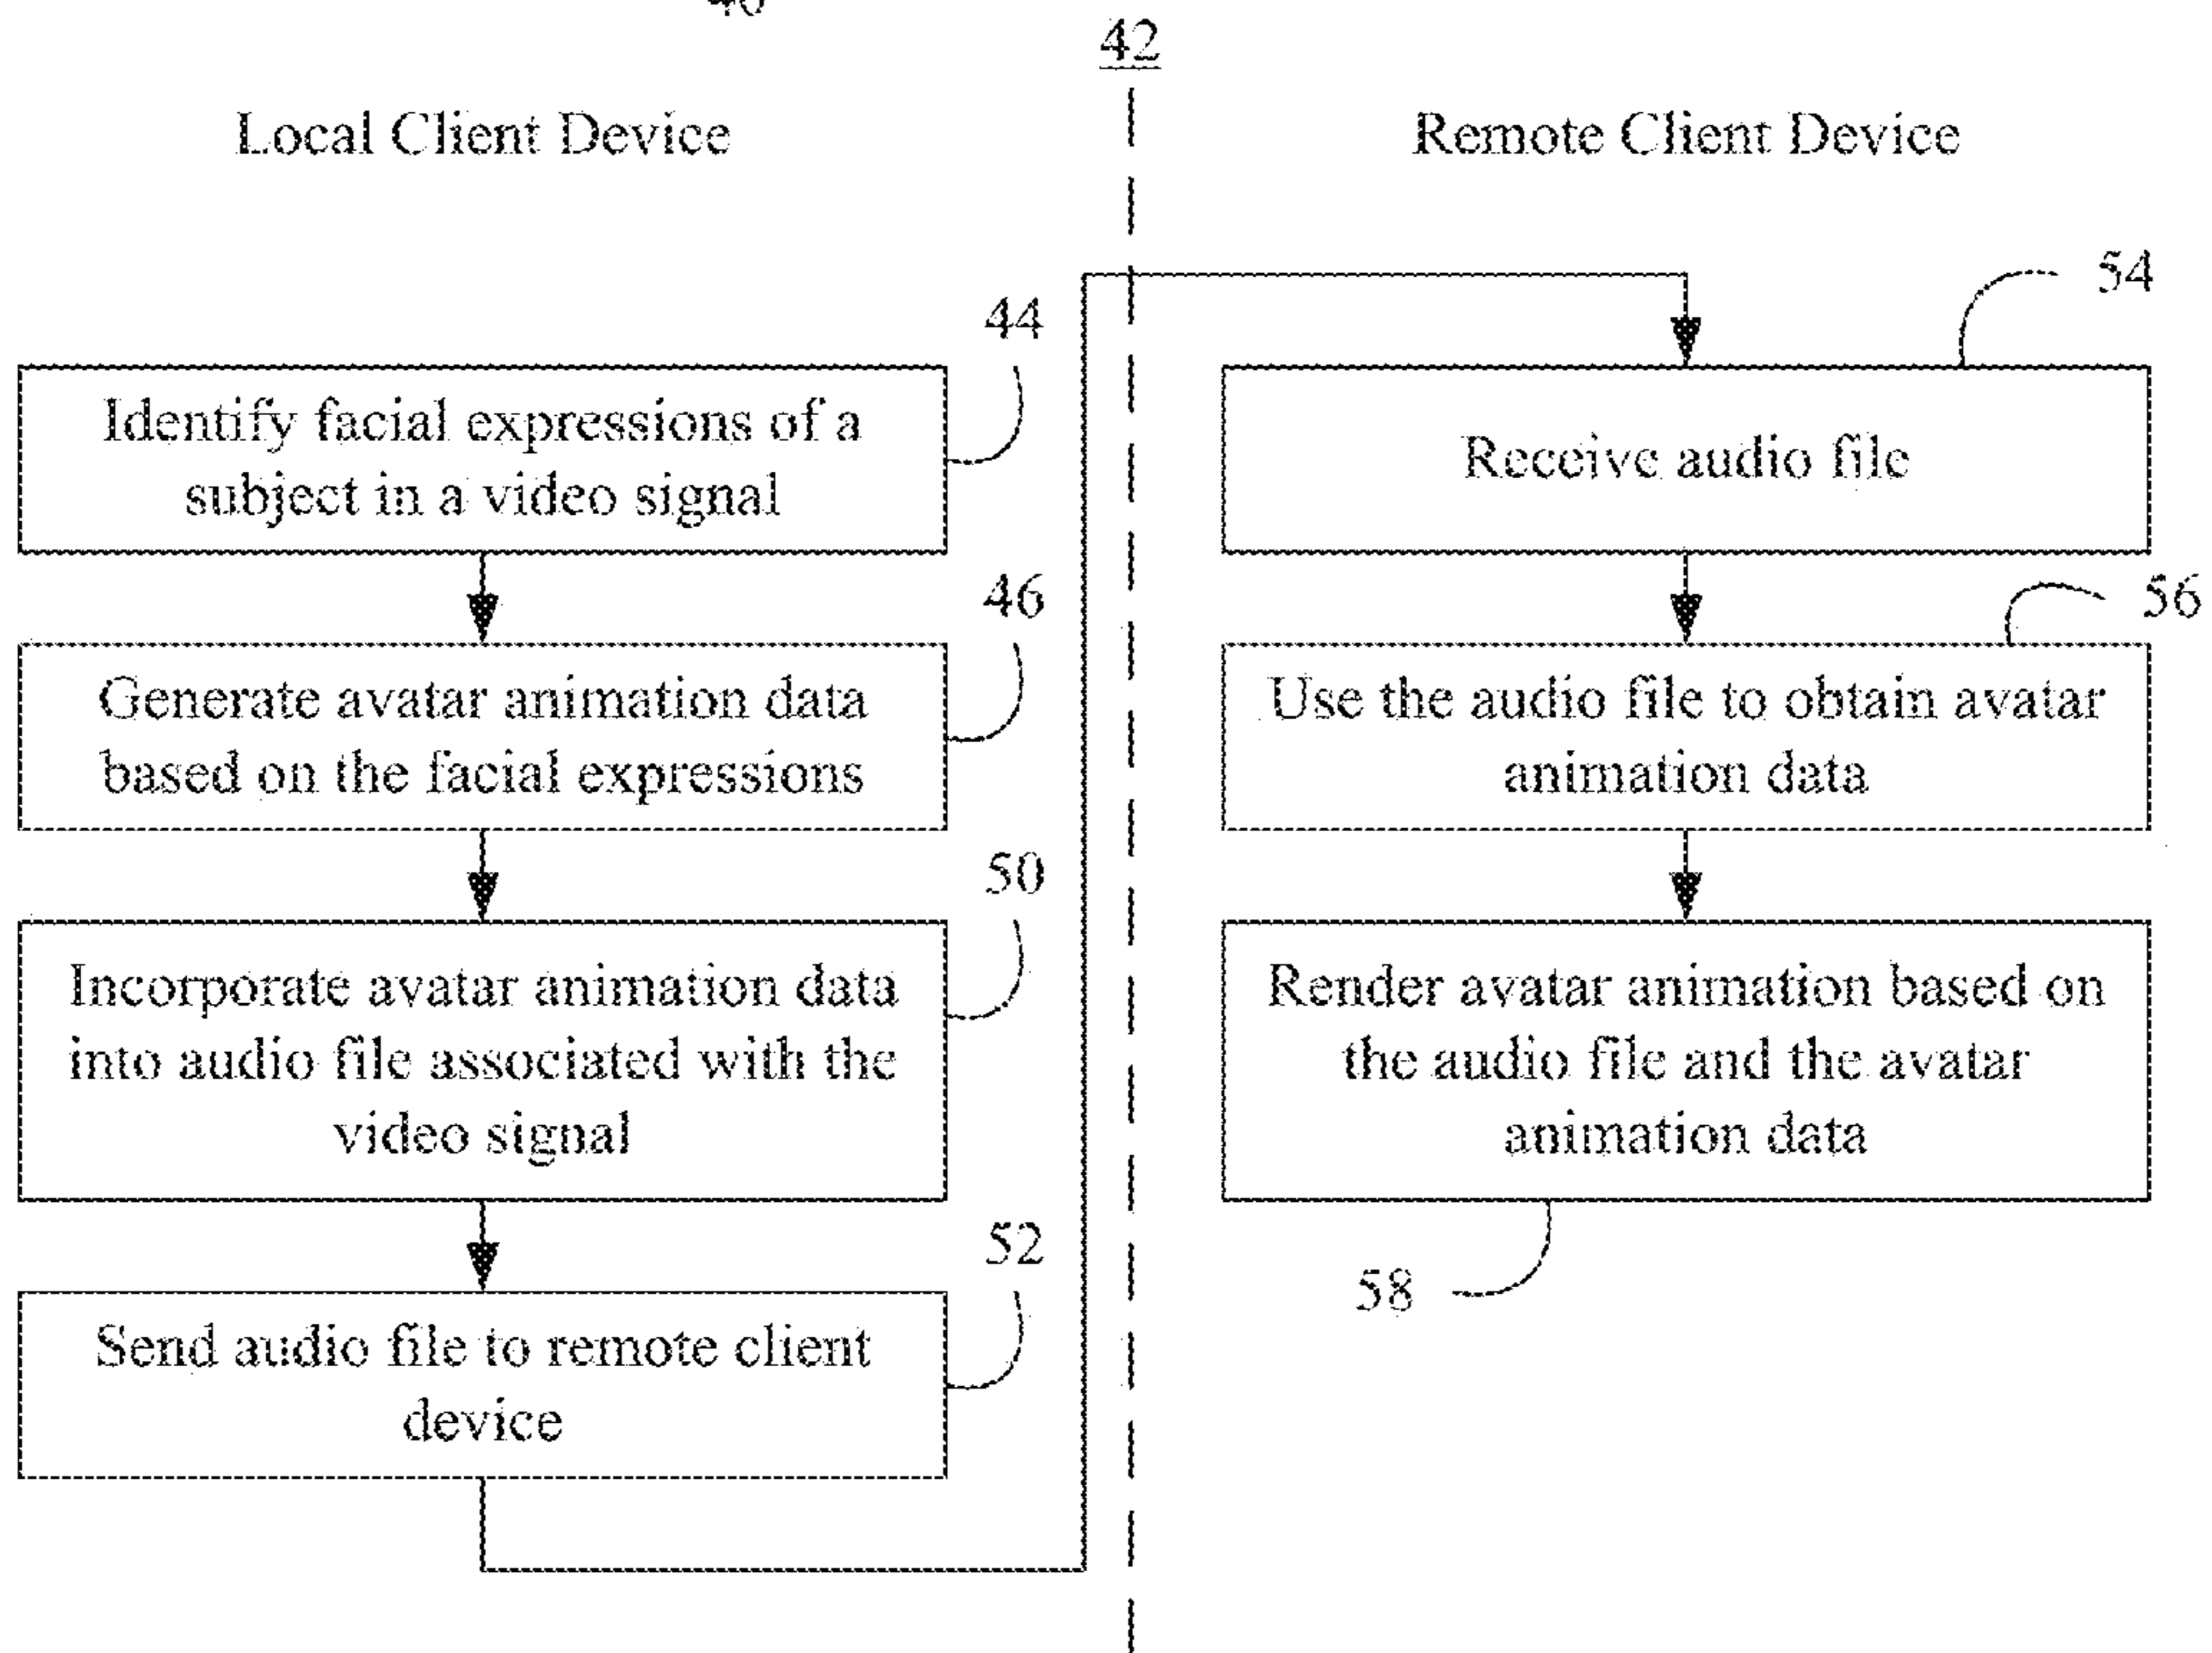 42
Local Client Device
Remote Client Device
44
Identify facial expressions of a
subject in a video signal
46
Generate avatar animation data
based on the facial expressions
50
Incorporate avatar animation data
into audio file associated with the
video signal
52
Send audio file to remote client
device
54
Receive audio file
56
Use the audio file to obtain avatar
animation data
Render avatar animation based on
the audio file and the avatar
animation data
58